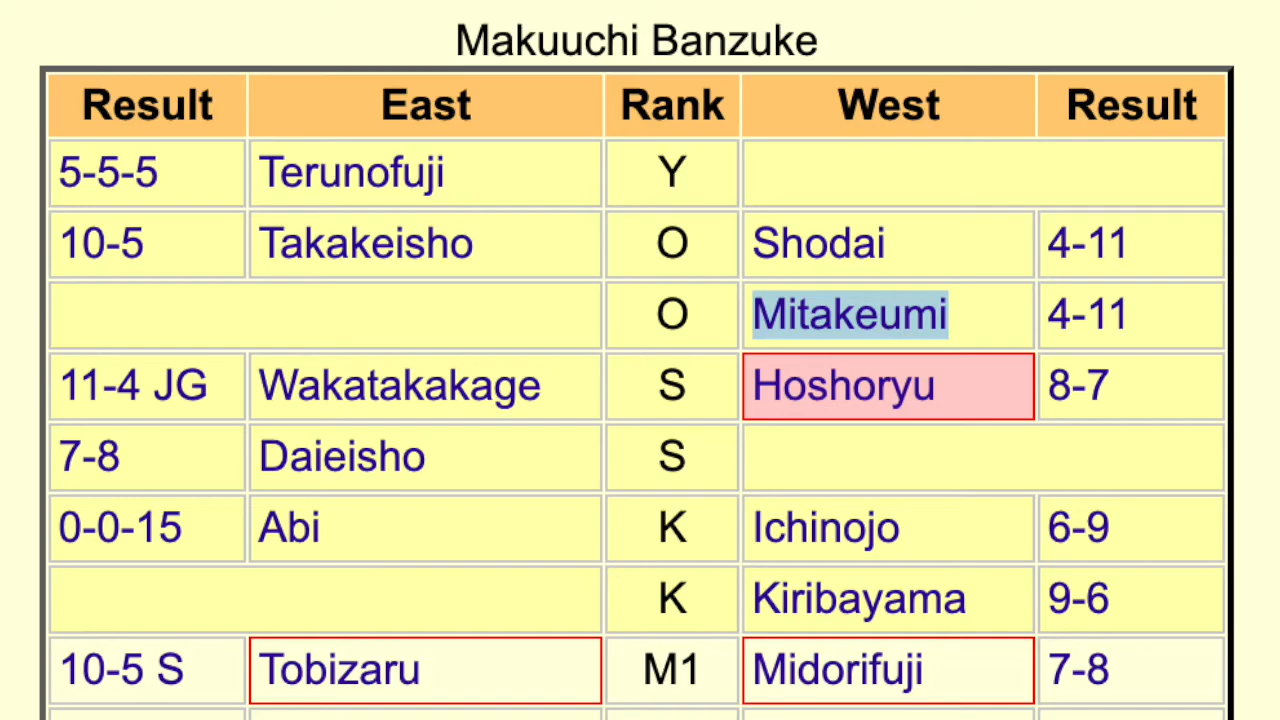 Makuuchi Banzuke
Result East Rank West Result
5-5-5 Terunofuji Y
10-5 Takakeisho O Shodai 4-11
O Mitakeumi 4-11
11-4 JG Wakatakakage S Hoshoryu 8-7
7-8 Daieisho S
0-0-15 Abi K Ichinojo 6-9
K Kiribayama 9-6
10-5 S Tobizaru M1 Midorifuji 7-8